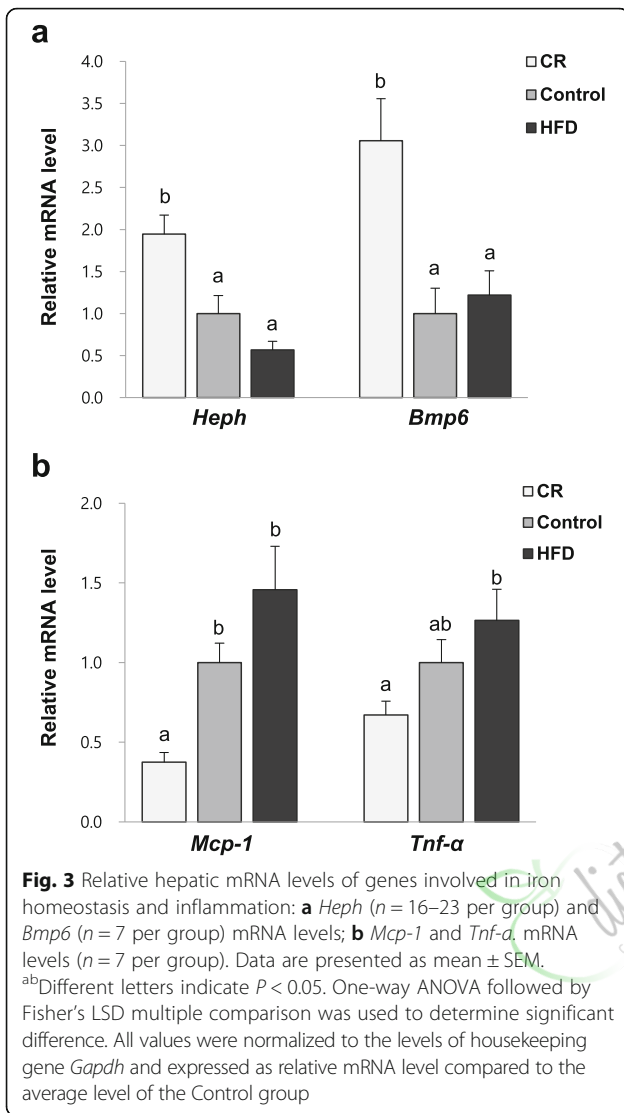 a
4.0
3.5
3.0
2.5
2.0
1.5
1.0
0.5
0.0
Relative mRNA level
b
a
a
b
a
a
CR
Control
HFD
Heph
Bmp6
b
2.0
1.5
1.0
0.5
0.0
Relative mRNA level
a
b
b
a
ab
b
CR
Control
HFD
Mcp-1
Tnf-α
Fig. 3 Relative hepatic mRNA levels of genes involved in iron
homeostasis and inflammation: a Heph (n = 16–23 per group) and
Bmp6 (n = 7 per group) mRNA levels; b Mcp-1 and Tnf-α. mRNA
levels (n = 7 per group). Data are presented as mean ± SEM.
abDifferent letters indicate P < 0.05. One-way ANOVA followed by
Fisher's LSD multiple comparison was used to determine significant
difference. All values were normalized to the levels of housekeeping
gene Gapdh and expressed as relative mRNA level compared to the
average level of the Control group